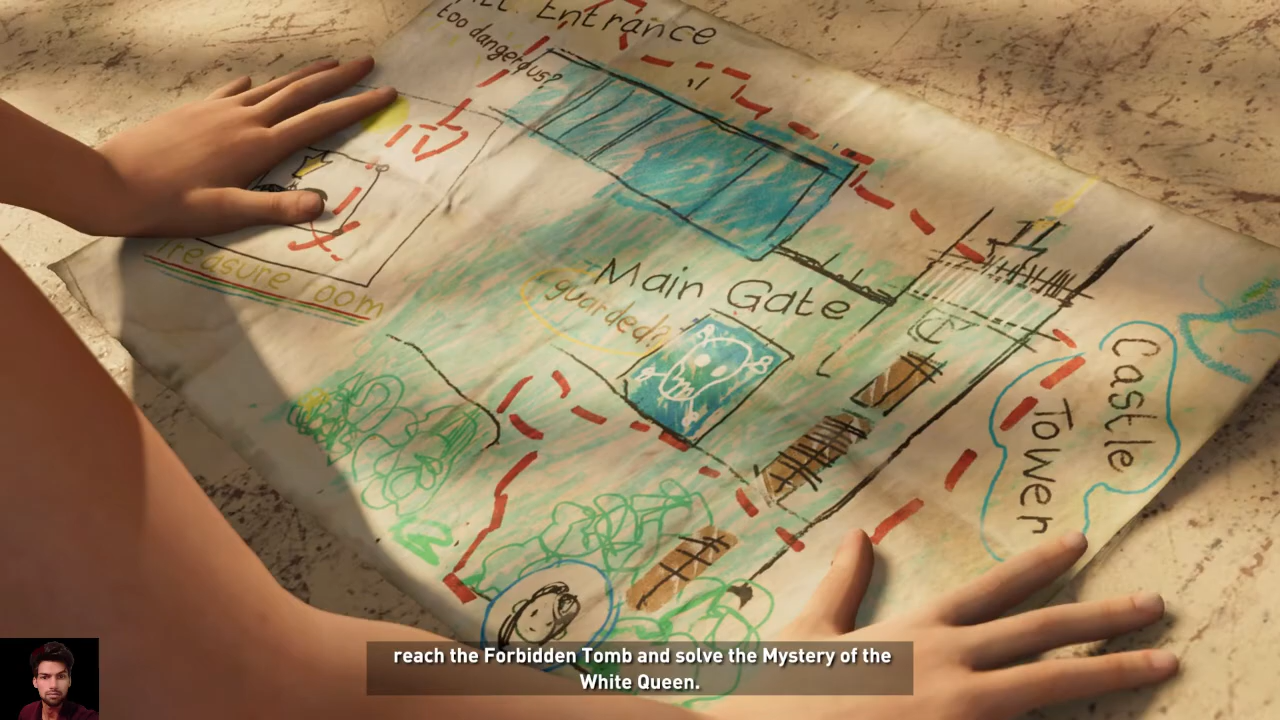 Entrance
too dangerous?
Treasure room
Main Gate
guarded?
Castle
Tower
reach the Forbidden Tomb and solve the Mystery of the
White Queen.